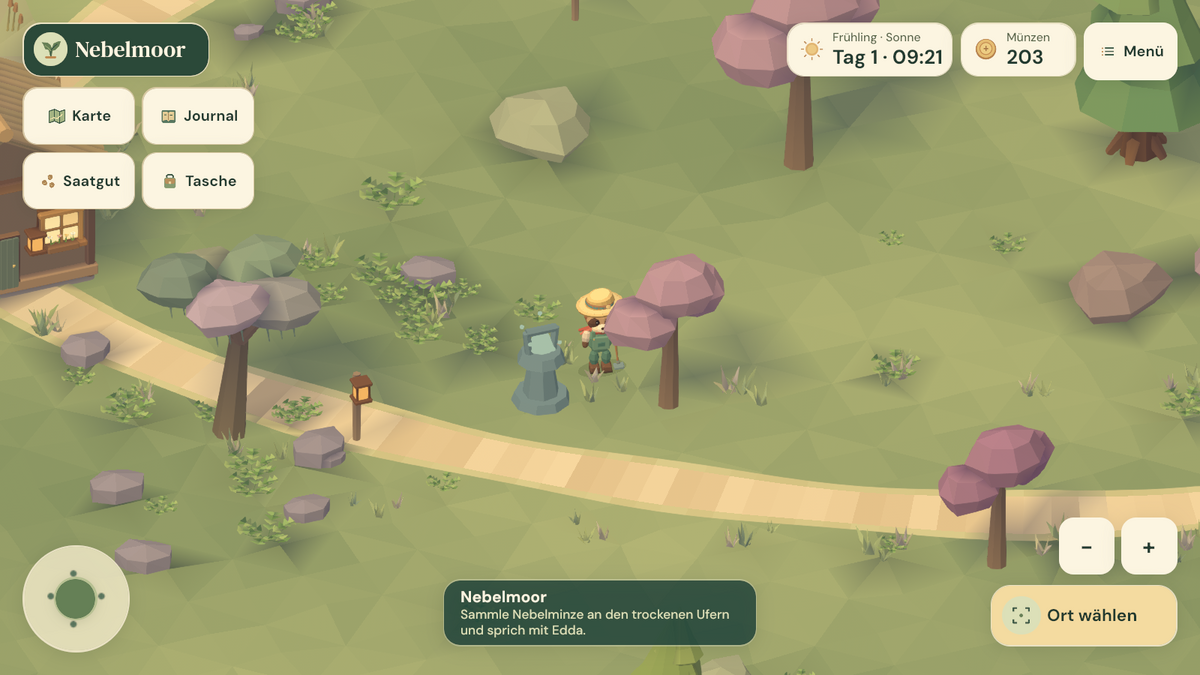 Nebelmoor
Frühling · Sonne
Tag 1 · 09:21
Münzen
203
Menü
Karte
Journal
Saatgut
Tasche
Nebelmoor
Sammle Nebelminze an den trockenen Ufern
und sprich mit Edda.
−
+
Ort wählen